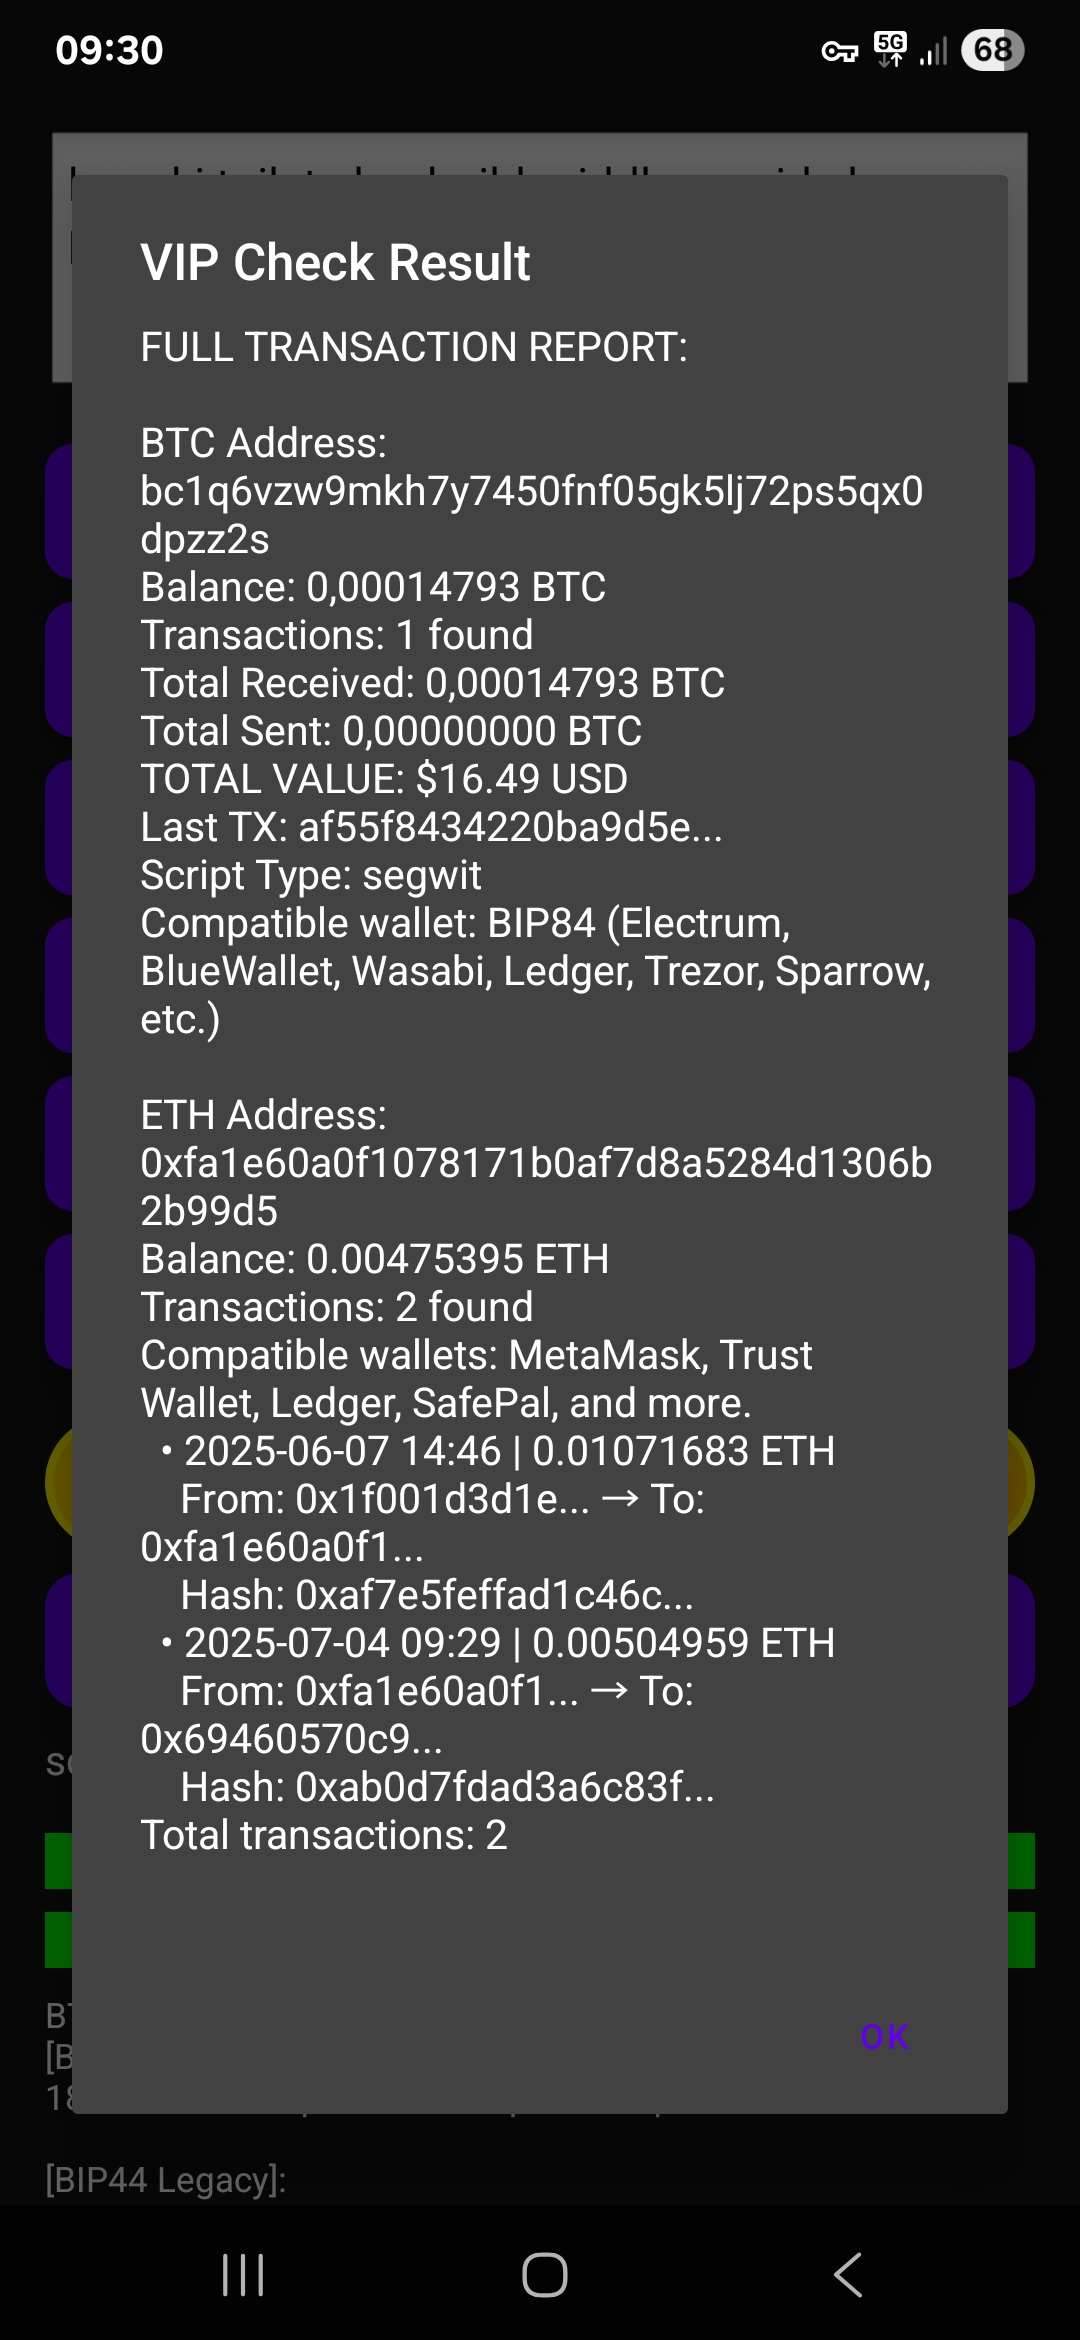 09:30
5G
68
VIP Check Result
FULL TRANSACTION REPORT:
BTC Address:
bc1q6vzw9mkh7y7450fnf05gk5lj72ps5qx0
dpzz2s
Balance: 0,00014793 BTC
Transactions: 1 found
Total Received: 0,00014793 BTC
Total Sent: 0,00000000 BTC
TOTAL VALUE: $16.49 USD
Last TX: af55f8434220ba9d5e...
Script Type: segwit
Compatible wallet: BIP84 (Electrum,
BlueWallet, Wasabi, Ledger, Trezor, Sparrow,
etc.)
ETH Address:
0xfa1e60a0f1078171b0af7d8a5284d1306b
2b99d5
Balance: 0.00475395 ETH
Transactions: 2 found
Compatible wallets: MetaMask, Trust
Wallet, Ledger, SafePal, and more.
• 2025-06-07 14:46 | 0.01071683 ETH
From: 0x1f001d3d1e... → To:
0xfa1e60a0f1...
Hash: 0xaf7e5feffad1c46c...
• 2025-07-04 09:29 | 0.00504959 ETH
From: 0xfa1e60a0f1... → To:
0x69460570c9...
Hash: 0xab0d7fdad3a6c83f...
Total transactions: 2
OK
[BIP44 Legacy]: